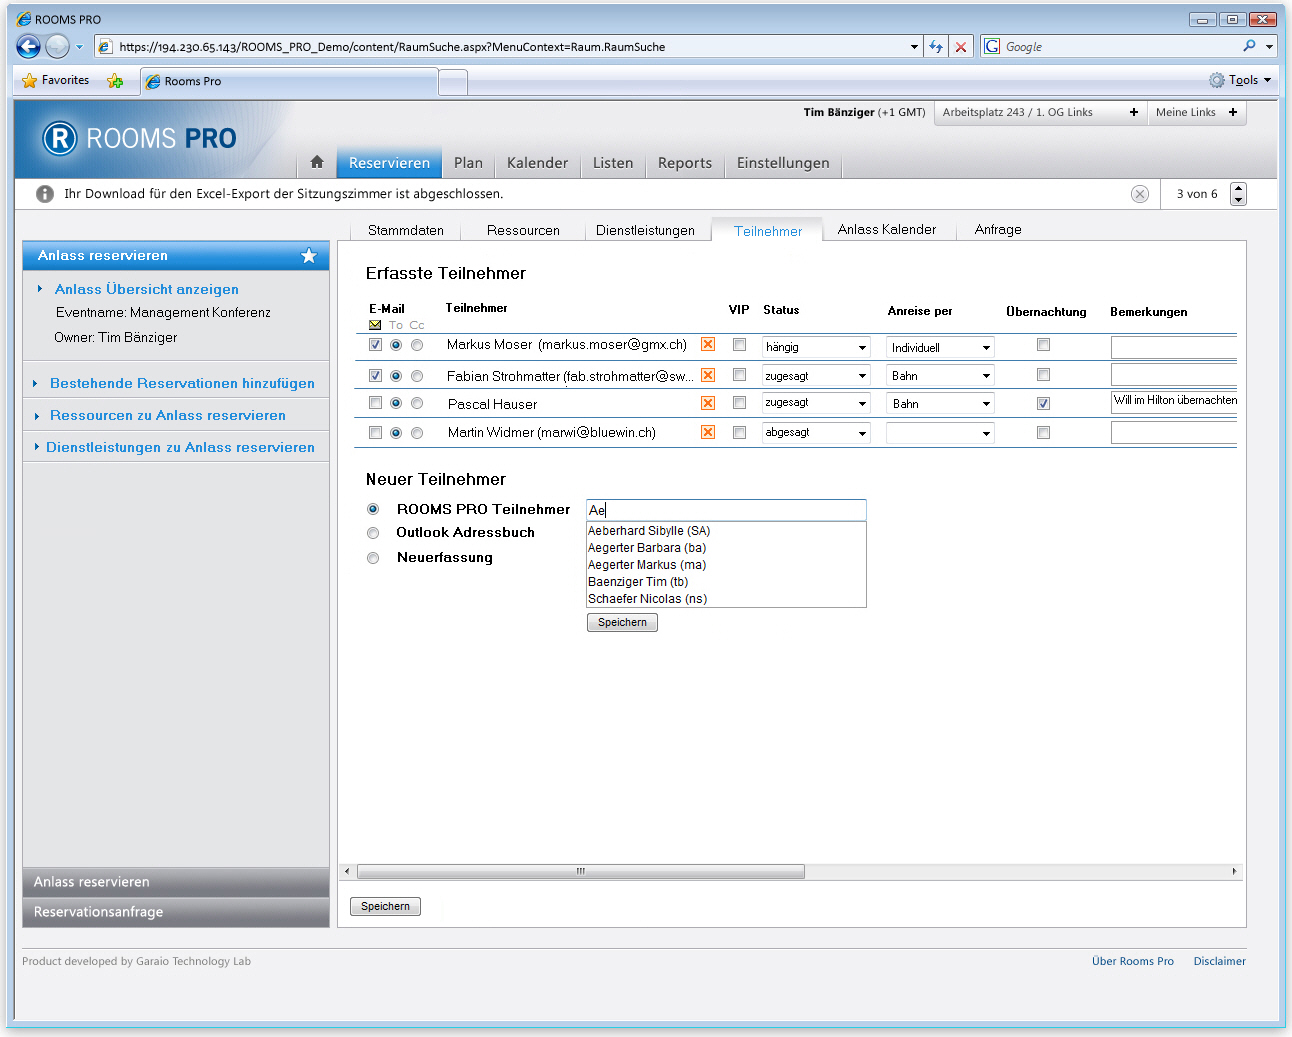 ROOMS PRO
https://194.230.65.143/ROOMS_PRO_Demo/content/RaumSuche.aspx?MenuContext=Raum.RaumSuche
Google
Favorites
Rooms Pro
Tools
Tim Bänziger (+1 GMT)
Arbeitsplatz 243 / 1. OG Links +
Meine Links +
R ROOMS PRO
Reservieren
Plan
Kalender
Listen
Reports
Einstellungen
Ihr Download für den Excel-Export der Sitzungszimmer ist abgeschlossen.
3 von 6
Stammdaten
Ressourcen
Dienstleistungen
Teilnehmer
Anlass Kalender
Anfrage
Anlass reservieren
Anlass Übersicht anzeigen
Eventname: Management Konferenz
Owner: Tim Bänziger
Bestehende Reservationen hinzufügen
Ressourcen zu Anlass reservieren
Dienstleistungen zu Anlass reservieren
Anlass reservieren
Reservationsanfrage
Erfasste Teilnehmer
E-Mail Teilnehmer VIP Status Anreise per Übernachtung Bemerkungen
To Cc
Markus Moser (markus.moser@gmx.ch) hängig Individuell
Fabian Strohmatter (fab.strohmatter@sw... zugesagt Bahn
Pascal Hauser zugesagt Bahn Will im Hilton übernachten
Martin Widmer (marwi@bluewin.ch) abgesagt
Neuer Teilnehmer
ROOMS PRO Teilnehmer Ae
Outlook Adressbuch
Neuerfassung
Aeberhard Sibylle (SA)
Aegerter Barbara (ba)
Aegerter Markus (ma)
Baenziger Tim (tb)
Schaefer Nicolas (ns)
Speichern
Speichern
Product developed by Garaio Technology Lab
Über Rooms Pro
Disclaimer